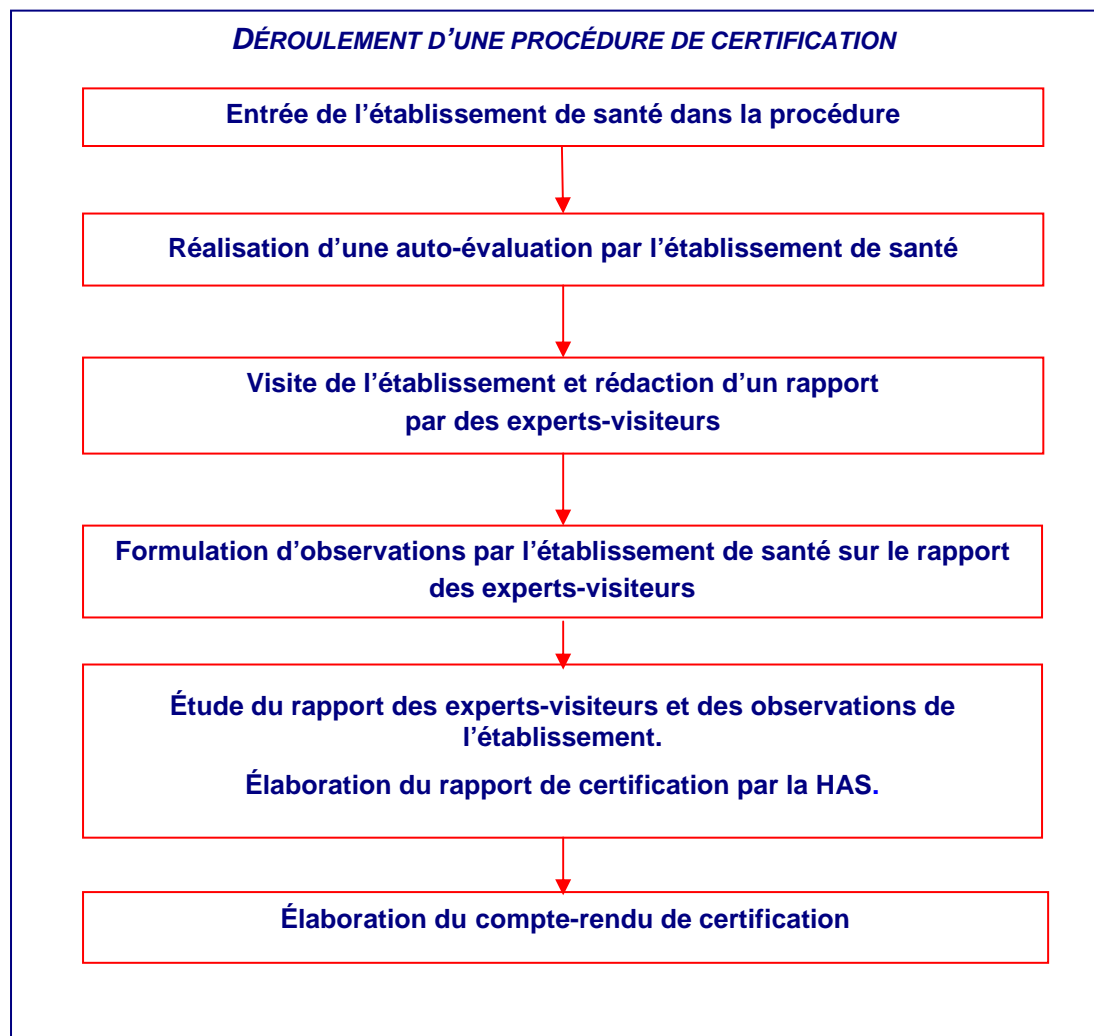 DÉROULEMENT D’UNE PROCÉDURE DE CERTIFICATION
Entrée de l’établissement de santé dans la procédure
Réalisation d’une auto-évaluation par l’établissement de santé
Visite de l’établissement et rédaction d’un rapport
par des experts-visiteurs
Formulation d’observations par l’établissement de santé sur le rapport
des experts-visiteurs
Étude du rapport des experts-visiteurs et des observations de
l’établissement.
Élaboration du rapport de certification par la HAS.
Élaboration du compte-rendu de certification